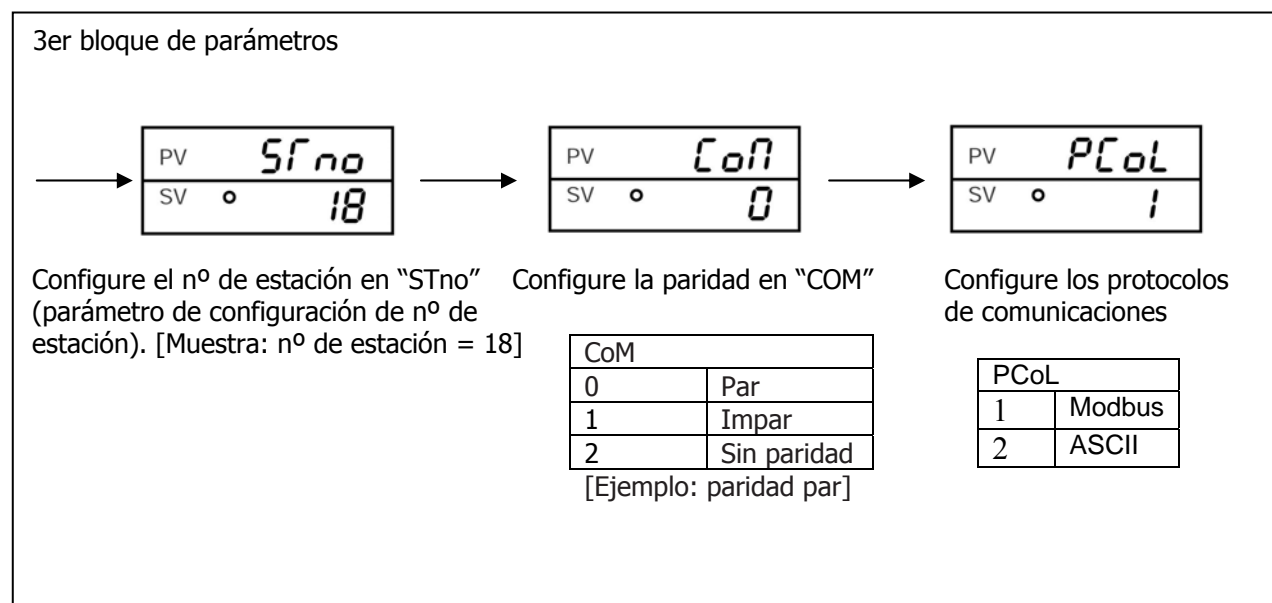 3er bloque de parámetros
PV STno
SV 18
PV CoM
SV 0
PV PCoL
SV 1
Configure el nº de estación en “STno”
(parámetro de configuración de nº de
estación). [Muestra: nº de estación = 18]
Configure la paridad en “COM”
CoM
0 Par
1 Impar
2 Sin paridad
[Ejemplo: paridad par]
Configure los protocolos
de comunicaciones
PCoL
1 Modbus
2 ASCII